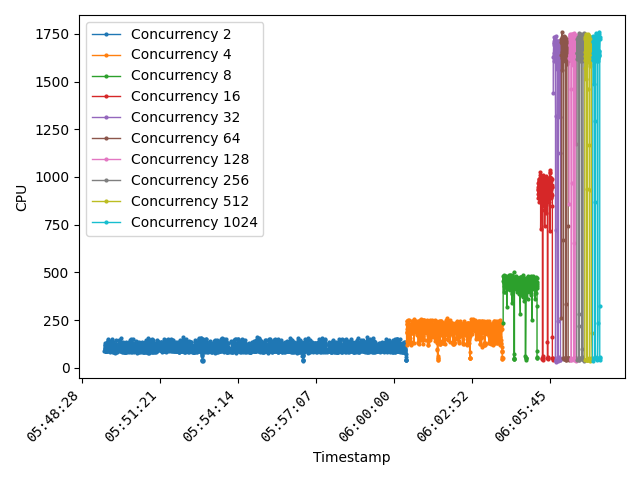 1750
1500
1250
1000
750
500
250
0
CPU
Concurrency 2
Concurrency 4
Concurrency 8
Concurrency 16
Concurrency 32
Concurrency 64
Concurrency 128
Concurrency 256
Concurrency 512
Concurrency 1024
05:48:28
05:51:21
05:54:14
05:57:07
06:00:00
06:02:52
06:05:45
Timestamp